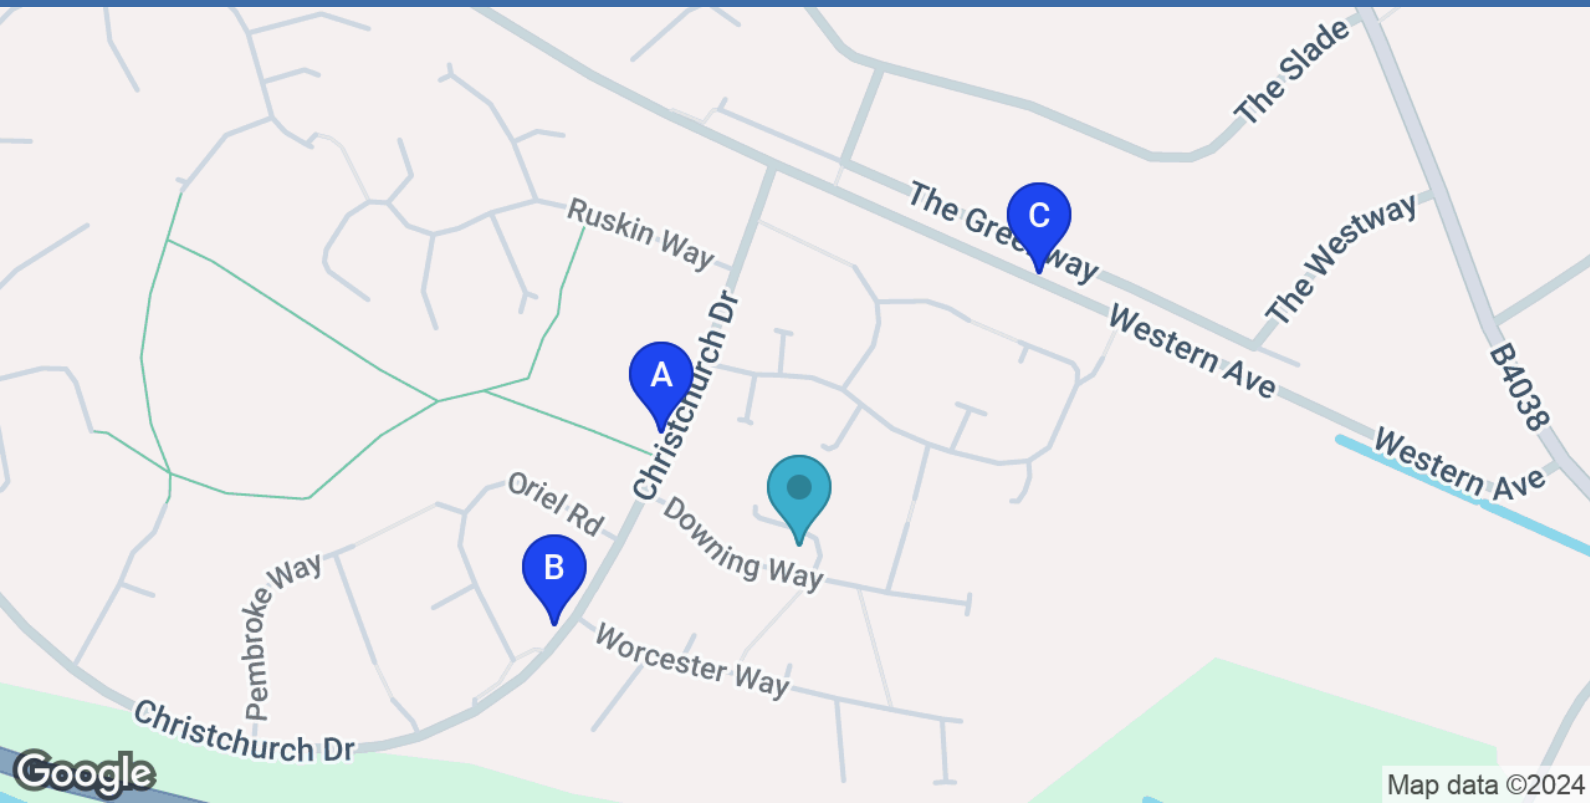 The Slade
The Greenway
C
Ruskin Way
The Westway
Western Ave
Christchurch Dr
A
B4038
Western Ave
Oriel Rd
Downing Way
B
Pembroke Way
Worcester Way
Christchurch Dr
Google
Map data ©2024